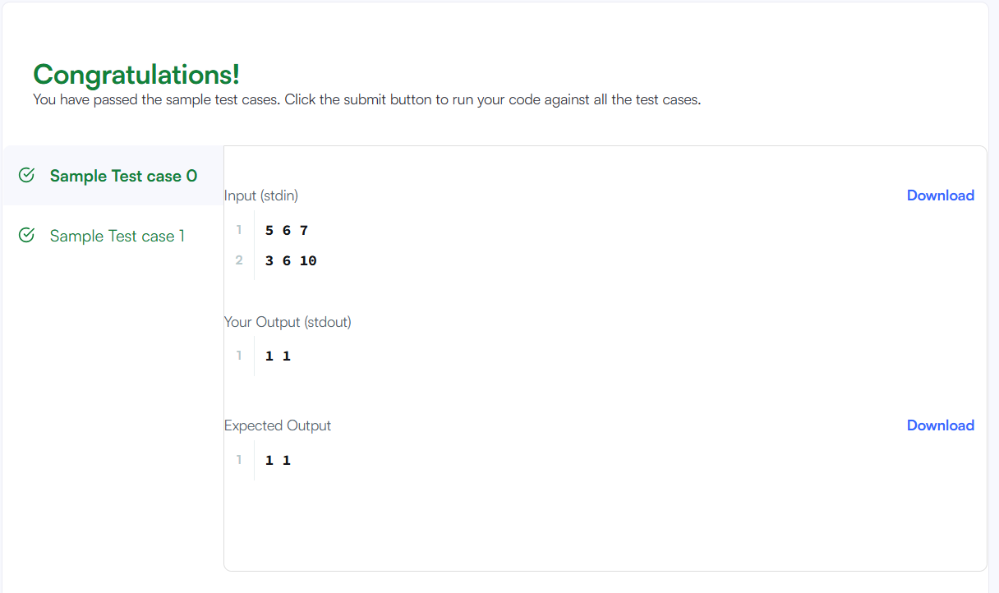 Congratulations!
You have passed the sample test cases. Click the submit button to run your code against all the test cases.
Sample Test case 0
Sample Test case 1
Input (stdin)
Download
1 5 6 7
2 3 6 10
Your Output (stdout)
1 1 1
Expected Output
Download
1 1 1